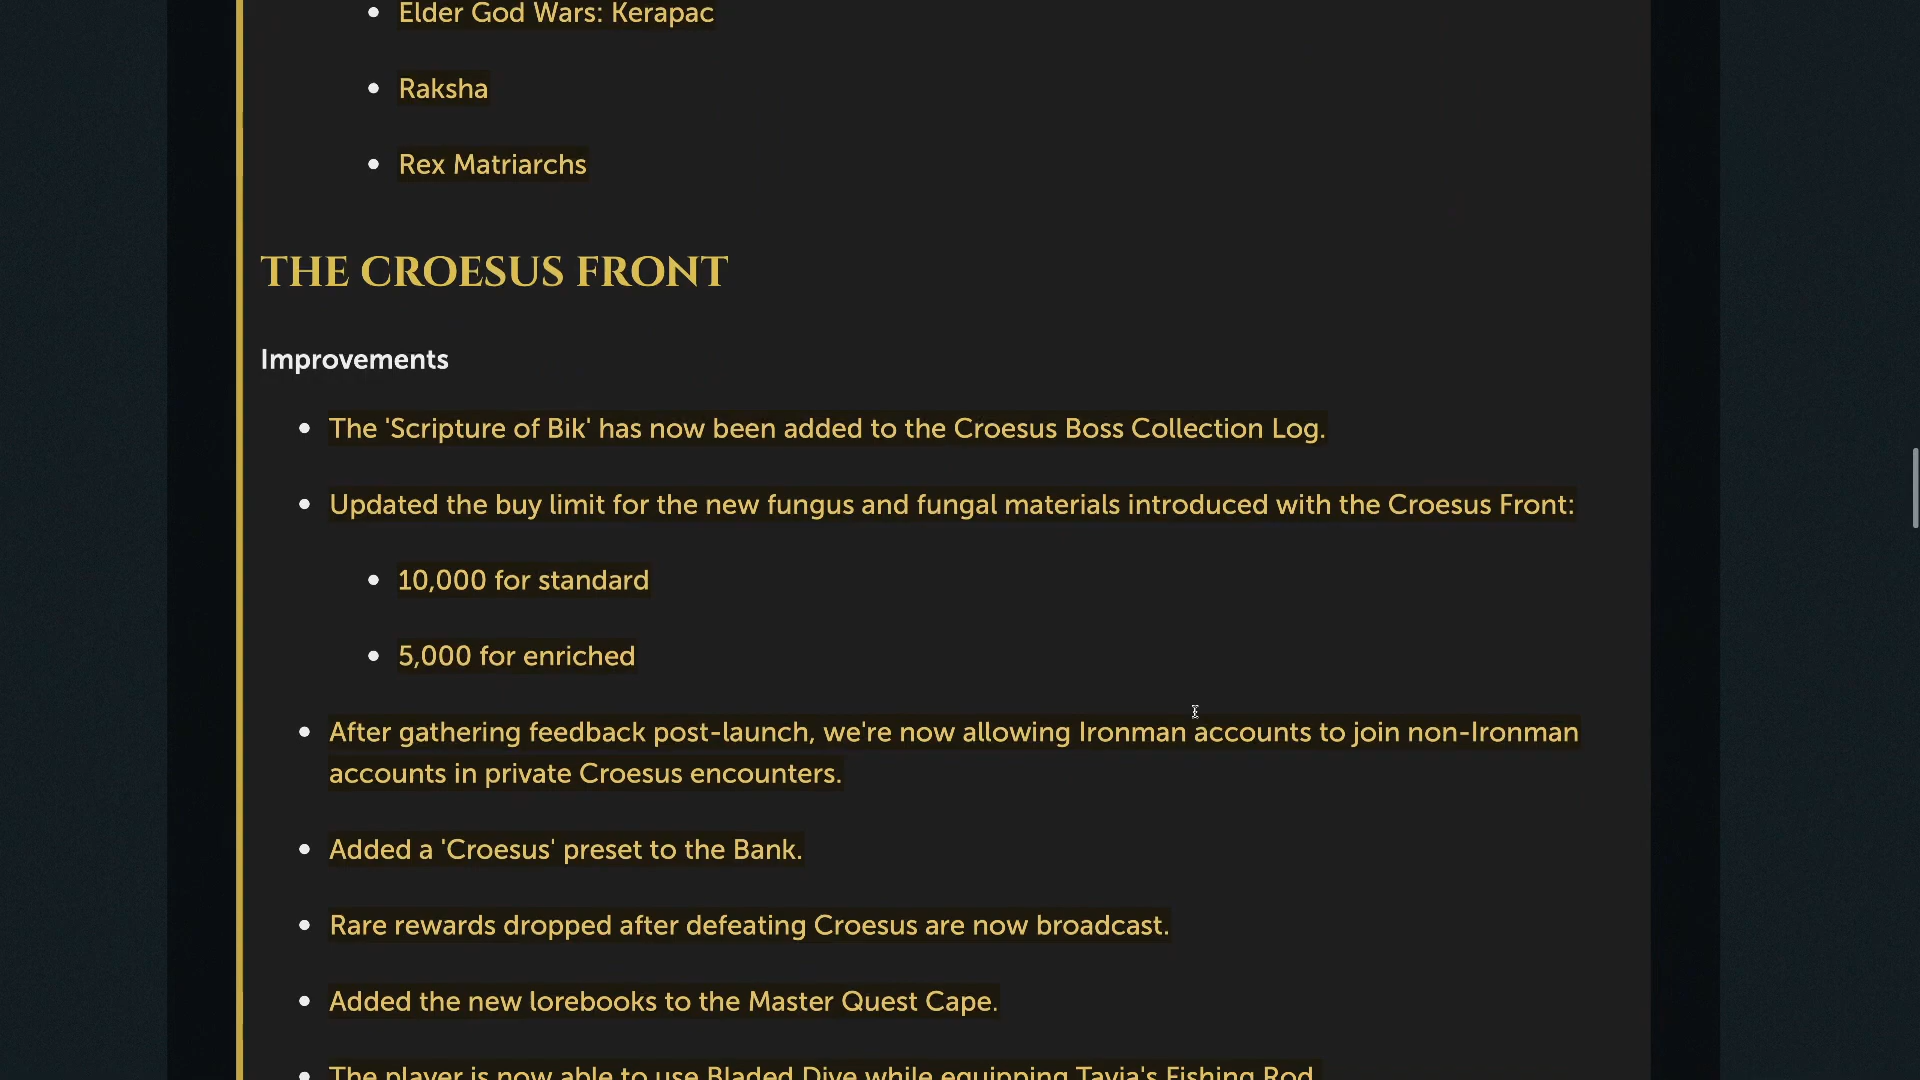 Elder God Wars: Kerapac
Raksha
Rex Matriarchs
THE CROESUS FRONT
Improvements
The 'Scripture of Bik' has now been added to the Croesus Boss Collection Log.
Updated the buy limit for the new fungus and fungal materials introduced with the Croesus Front:
10,000 for standard
5,000 for enriched
After gathering feedback post-launch, we're now allowing Ironman accounts to join non-Ironman
accounts in private Croesus encounters.
Added a 'Croesus' preset to the Bank.
Rare rewards dropped after defeating Croesus are now broadcast.
Added the new lorebooks to the Master Quest Cape.
The player is now able to use Bladed Dive while equipping Tavia's Fishing Rod.